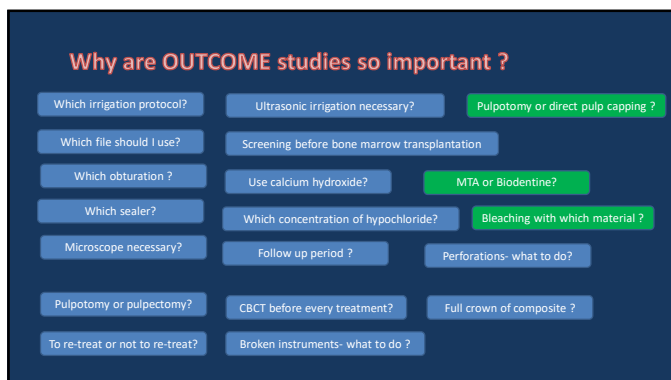 Why are OUTCOME studies so important ?
Which irrigation protocol?
Ultrasonic irrigation necessary?
Pulpotomy or direct pulp capping ?
Which file should I use?
Screening before bone marrow transplantation
Which obturation ?
Use calcium hydroxide?
MTA or Biodentine?
Which sealer?
Which concentration of hypochloride?
Bleaching with which material ?
Microscope necessary?
Follow up period ?
Perforations- what to do?
Pulpotomy or pulpectomy?
CBCT before every treatment?
Full crown of composite ?
To re-treat or not to re-treat?
Broken instruments- what to do ?